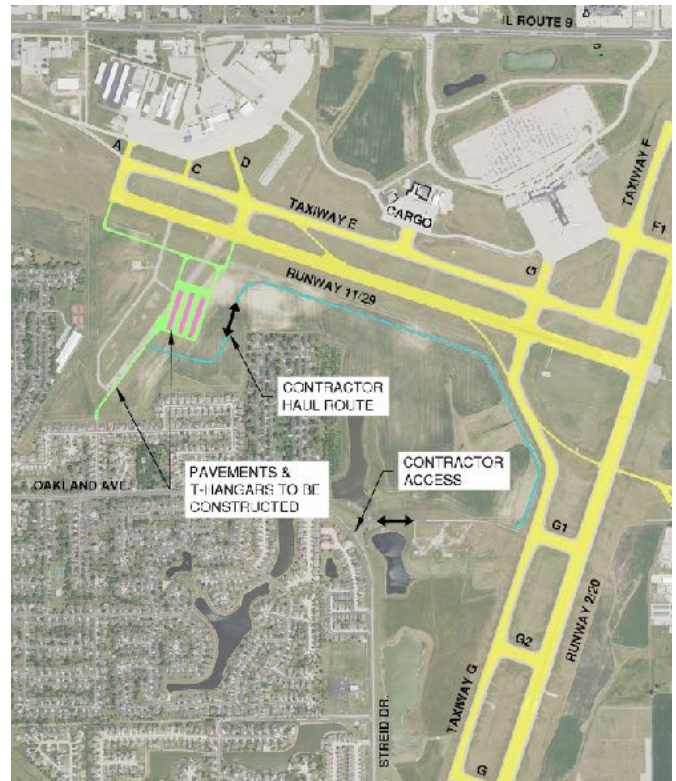 IL ROUTE 9
A
C
D
TAXIWAY F
TAXIWAY E
CARGO
F1
G
RUNWAY 11/29
CONTRACTOR
HAUL ROUTE
PAVEMENTS &
T-HANGARS TO BE
CONSTRUCTED
CONTRACTOR
ACCESS
OAKLAND AVE.
G1
G2
RUNWAY 2/20
TAXIWAY G
STREID DR.
G